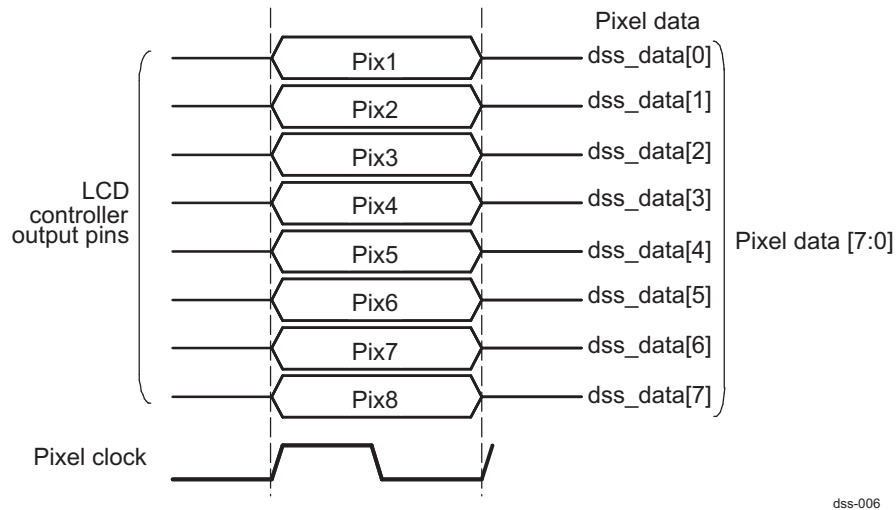 Pixel data
Pix1 dss_data[0]
Pix2 dss_data[1]
Pix3 dss_data[2]
Pix4 dss_data[3]
Pix5 dss_data[4]
Pix6 dss_data[5]
Pix7 dss_data[6]
Pix8 dss_data[7]
LCD
controller
output pins
Pixel data [7:0]
Pixel clock
dss-006